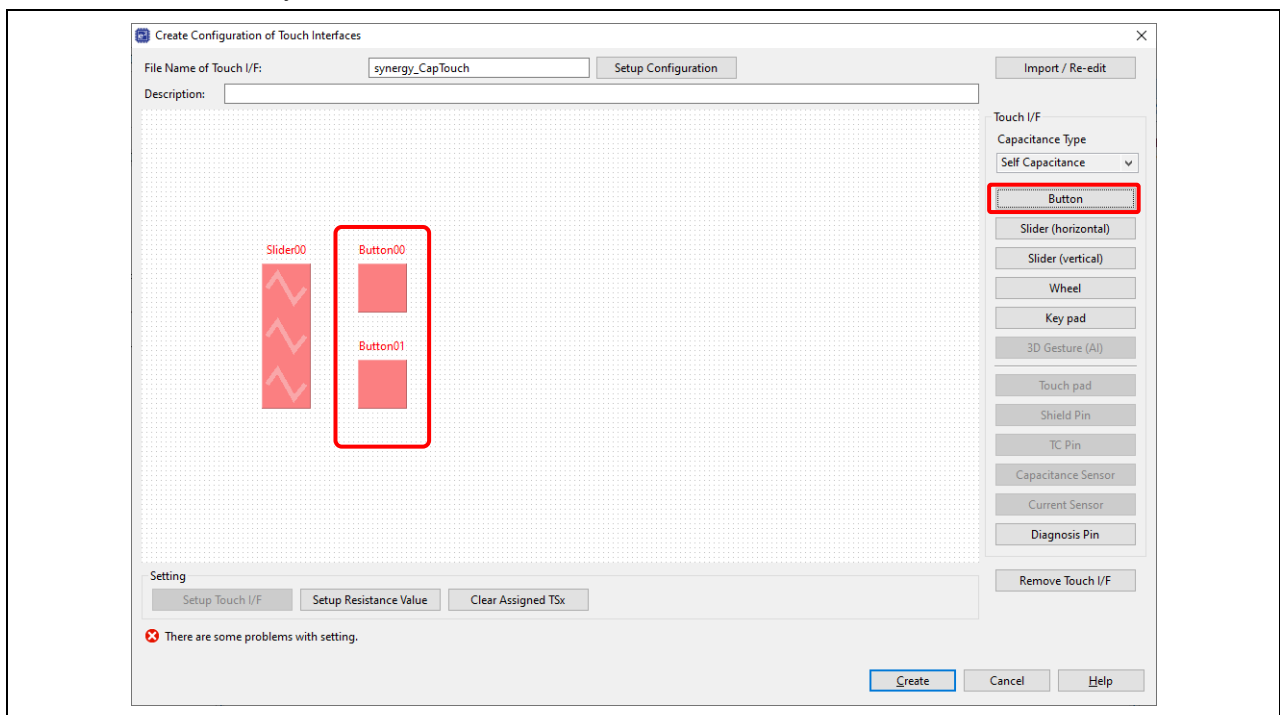 Create Configuration of Touch Interfaces
File Name of Touch I/F: synergy_CapTouch Setup Configuration Import / Re-edit
Description:
Touch I/F
Capacitance Type
Self Capacitance
Button
Slider (horizontal)
Slider (vertical)
Wheel
Key pad
3D Gesture (AI)
Touch pad
Shield Pin
TC Pin
Capacitance Sensor
Current Sensor
Diagnosis Pin
Remove Touch I/F
Slider00 Button00
Button01
Setting
Setup Touch I/F Setup Resistance Value Clear Assigned TSx
There are some problems with setting.
Create Cancel Help